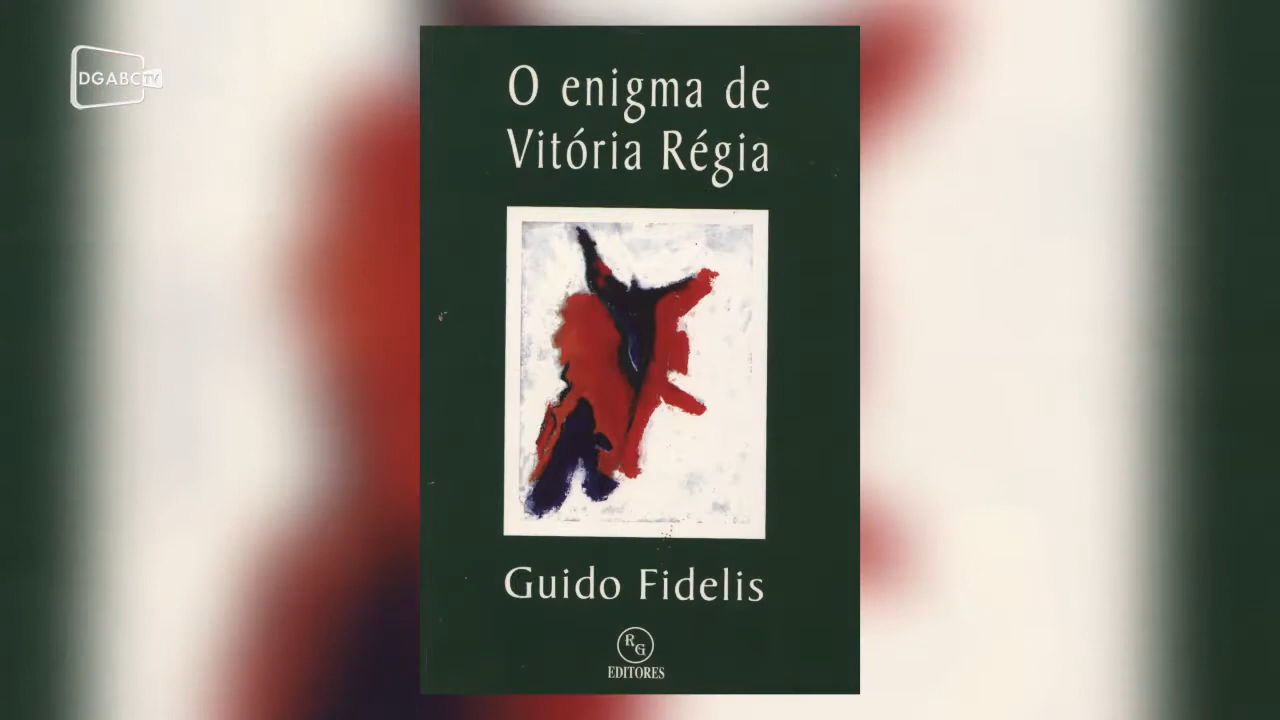 DGABC TV
O enigma de
Vitória Régia
Guido Fidelis
RG
EDITORES